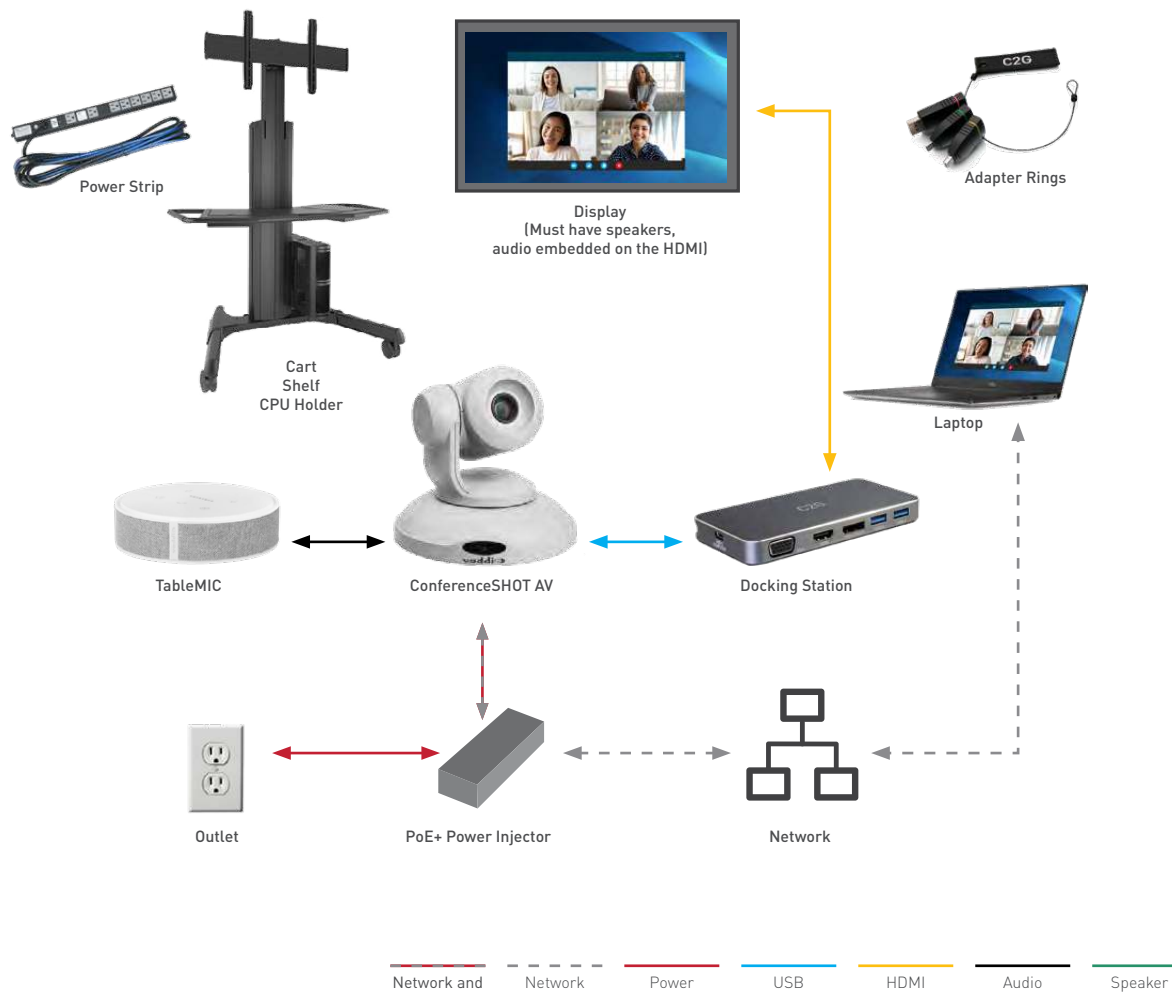 C2G
Power Strip
Adapter Rings
Display
(Must have speakers,
audio embedded on the HDMI)
Cart
Shelf
CPU Holder
Laptop
C2G
TableMIC
ConferenceSHOT AV
Docking Station
Outlet
PoE+ Power Injector
Network
Network and
Network
Power
USB
HDMI
Audio
Speaker